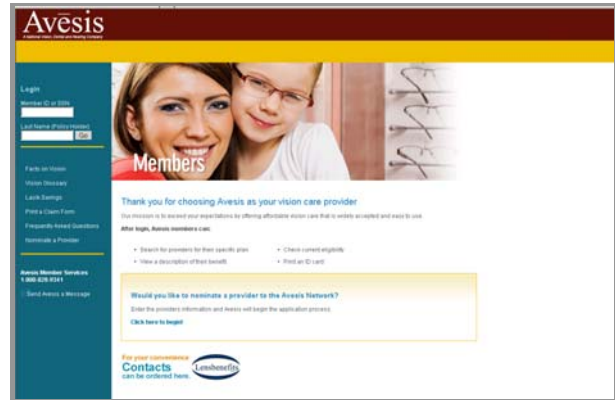 Avēsis
A National Vision, Dental and Hearing Company
Login
Member ID or SSN
Last Name (Policy Holder)
Go
Facts on Vision
Vision Glossary
Lasik Savings
Print a Claim Form
Frequently Asked Questions
Nominate a Provider
Avesis Member Services
1-800-828-9341
Send Avesis a Message
Members
Thank you for choosing Avesis as your vision care provider
Our mission is to exceed your expectations by offering affordable vision care that is widely accepted and easy to use.
After login, Avesis members can:
• Search for providers for their specific plan
• View a description of their benefit
• Check current eligibility
• Print an ID card
Would you like to nominate a provider to the Avesis Network?
Enter the providers information and Avesis will begin the application process.
Click here to begin!
For your convenience
Contacts
can be ordered here.
Lensbenefits